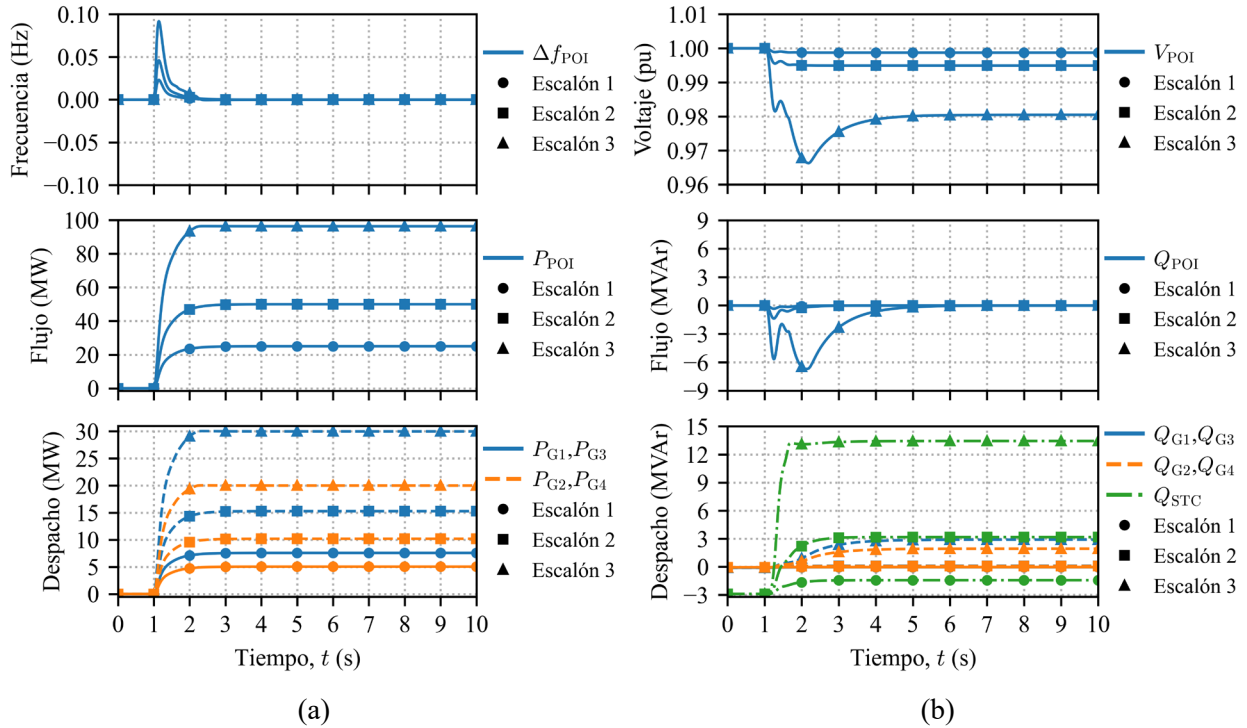 Frecuencia (Hz)
0.10
0.05
0.00
−0.05
−0.10
Δf_POI
Escalón 1
Escalón 2
Escalón 3
Flujo (MW)
100
80
60
40
20
0
P_POI
Escalón 1
Escalón 2
Escalón 3
Despacho (MW)
30
25
20
15
10
5
0
P_G1,P_G3
P_G2,P_G4
Escalón 1
Escalón 2
Escalón 3
0 1 2 3 4 5 6 7 8 9 10
Tiempo, t (s)
(a)
Voltaje (pu)
1.01
1.00
0.99
0.98
0.97
0.96
V_POI
Escalón 1
Escalón 2
Escalón 3
Flujo (MVAr)
9
6
3
0
−3
−6
−9
Q_POI
Escalón 1
Escalón 2
Escalón 3
Despacho (MVAr)
15
12
9
6
3
0
−3
Q_G1,Q_G3
Q_G2,Q_G4
Q_STC
Escalón 1
Escalón 2
Escalón 3
0 1 2 3 4 5 6 7 8 9 10
Tiempo, t (s)
(b)